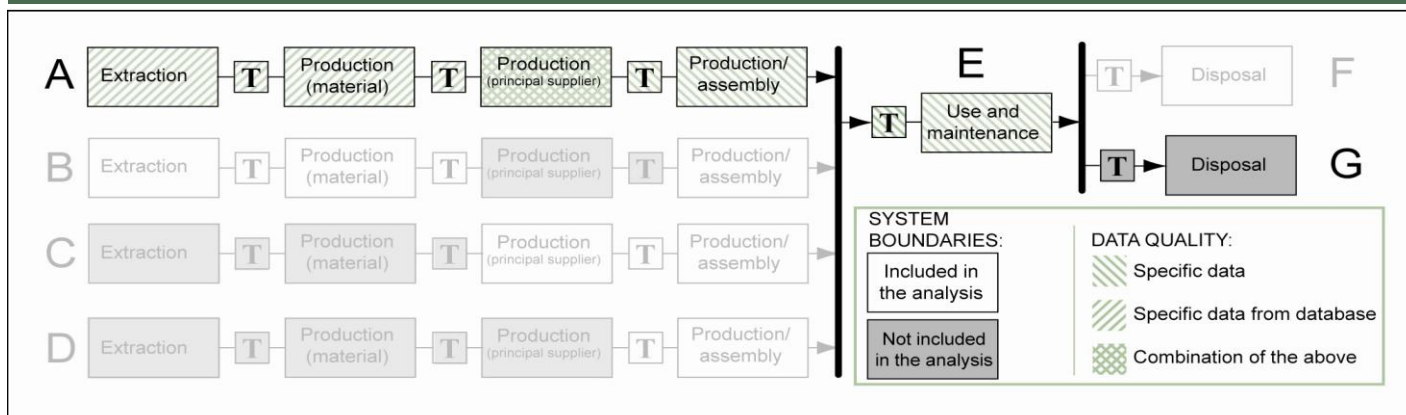 A
Extraction
T
Production
(material)
T
Production
(principal supplier)
T
Production/
assembly
B
Extraction
T
Production
(material)
T
Production
(principal supplier)
T
Production/
assembly
C
Extraction
T
Production
(material)
T
Production
(principal supplier)
T
Production/
assembly
D
Extraction
T
Production
(material)
T
Production
(principal supplier)
T
Production/
assembly
E
T
Use and
maintenance
T
Disposal
F
T
Disposal
G
SYSTEM
BOUNDARIES:
Included in
the analysis
Not included
in the analysis
DATA QUALITY:
Specific data
Specific data from database
Combination of the above